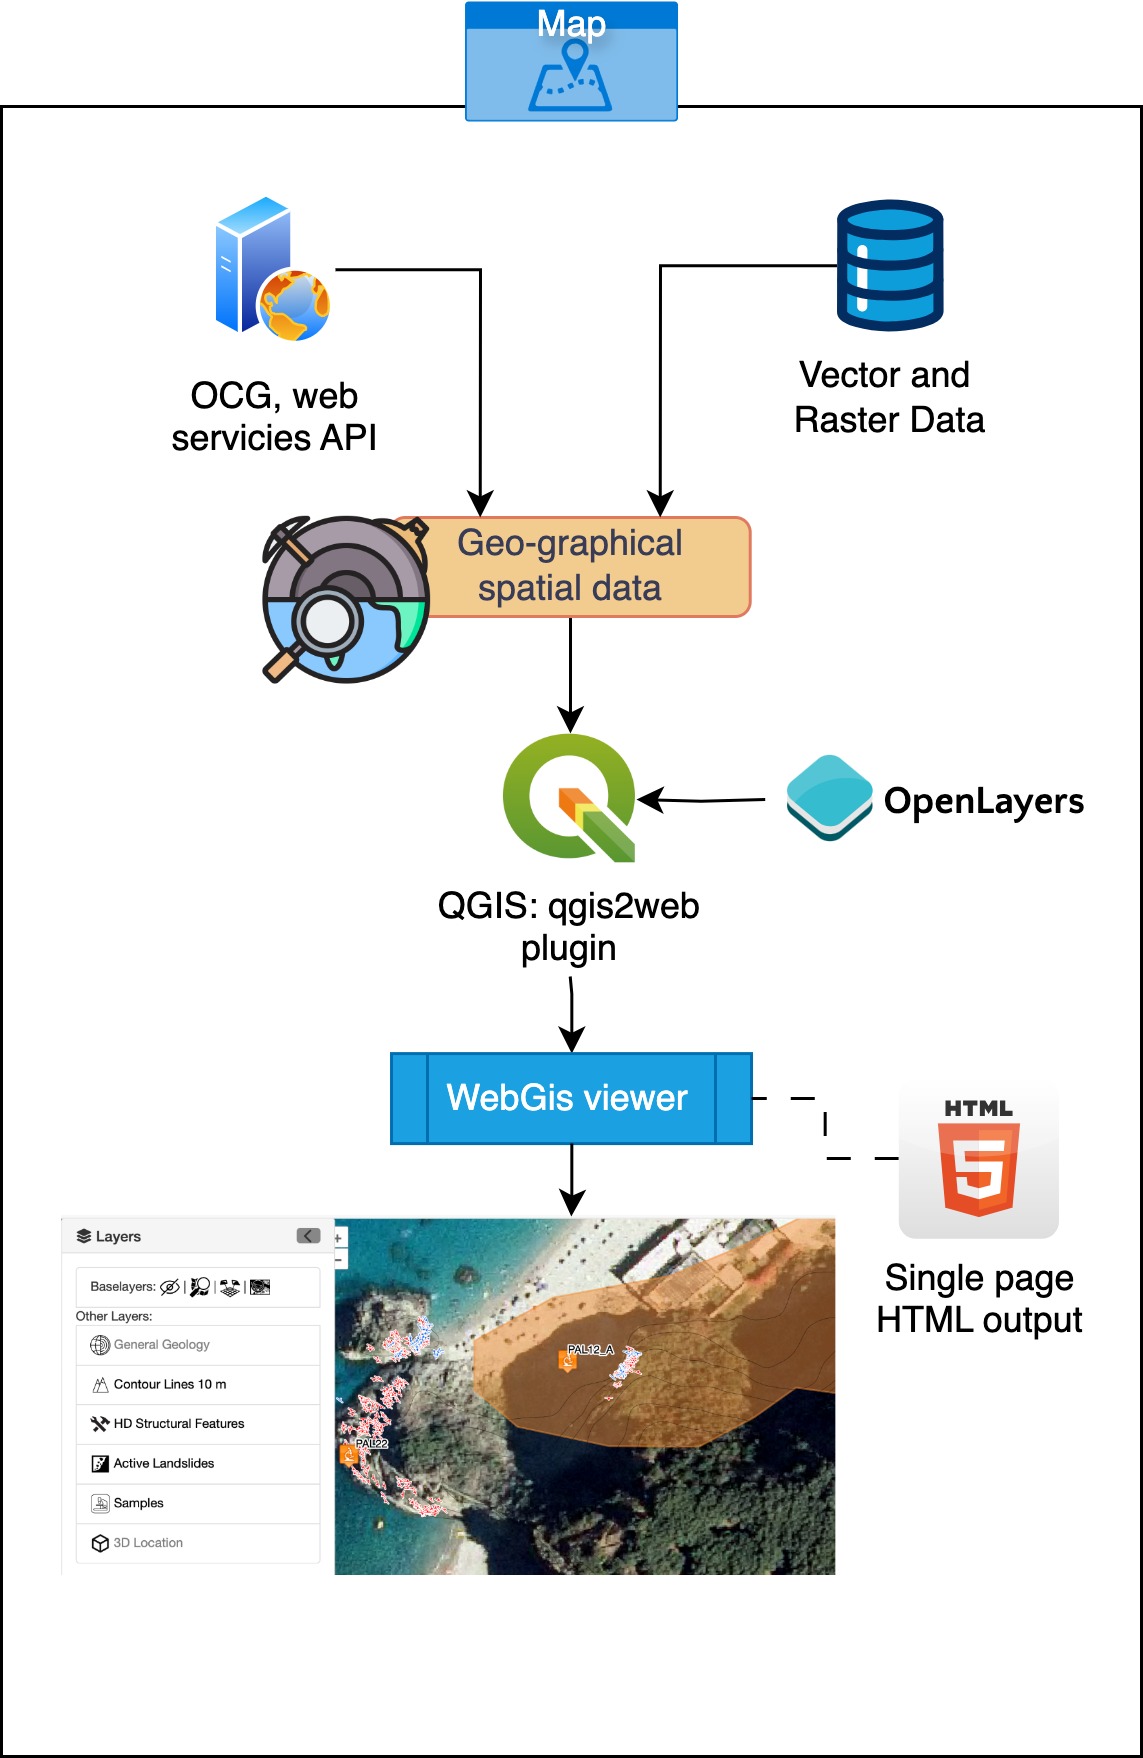 Map
OCG, web
servicies API
Vector and
Raster Data
Geo-graphical
spatial data
OpenLayers
QGIS: qgis2web
plugin
WebGis viewer
HTML
5
Single page
HTML output
Layers
Baselayers:
Other Layers:
General Geology
Contour Lines 10 m
HD Structural Features
Active Landslides
Samples
3D Location
+
−
PAL12_A
PAL22